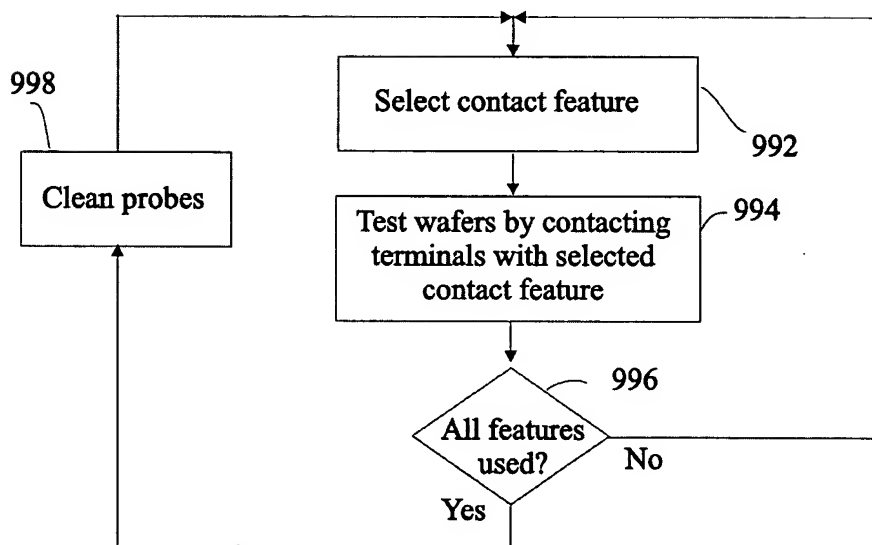 998
Select contact feature
992
Clean probes
Test wafers by contacting
terminals with selected
contact feature
994
996
All features
used?
No
Yes